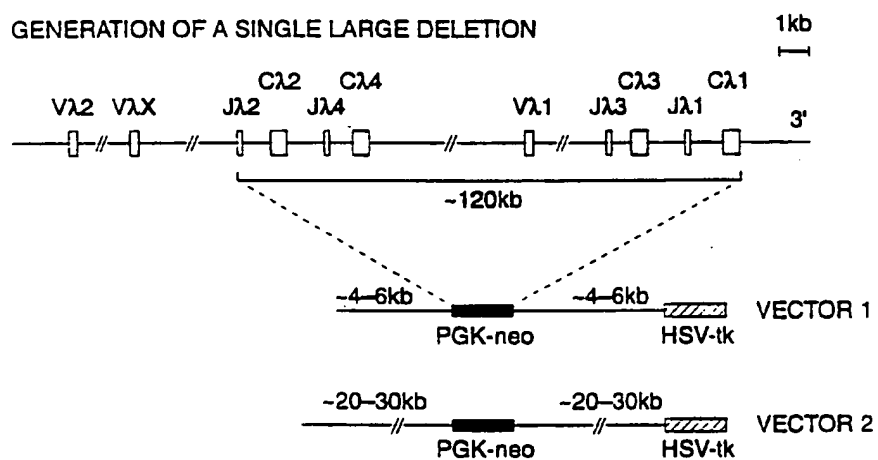 GENERATION OF A SINGLE LARGE DELETION
1kb
Cλ2 Cλ4 Cλ3 Cλ1
Vλ2 VλX Jλ2 Jλ4 Vλ1 Jλ3 Jλ1 3'
~120kb
~4–6kb ~4–6kb VECTOR 1
PGK-neo HSV-tk
~20–30kb ~20–30kb VECTOR 2
PGK-neo HSV-tk